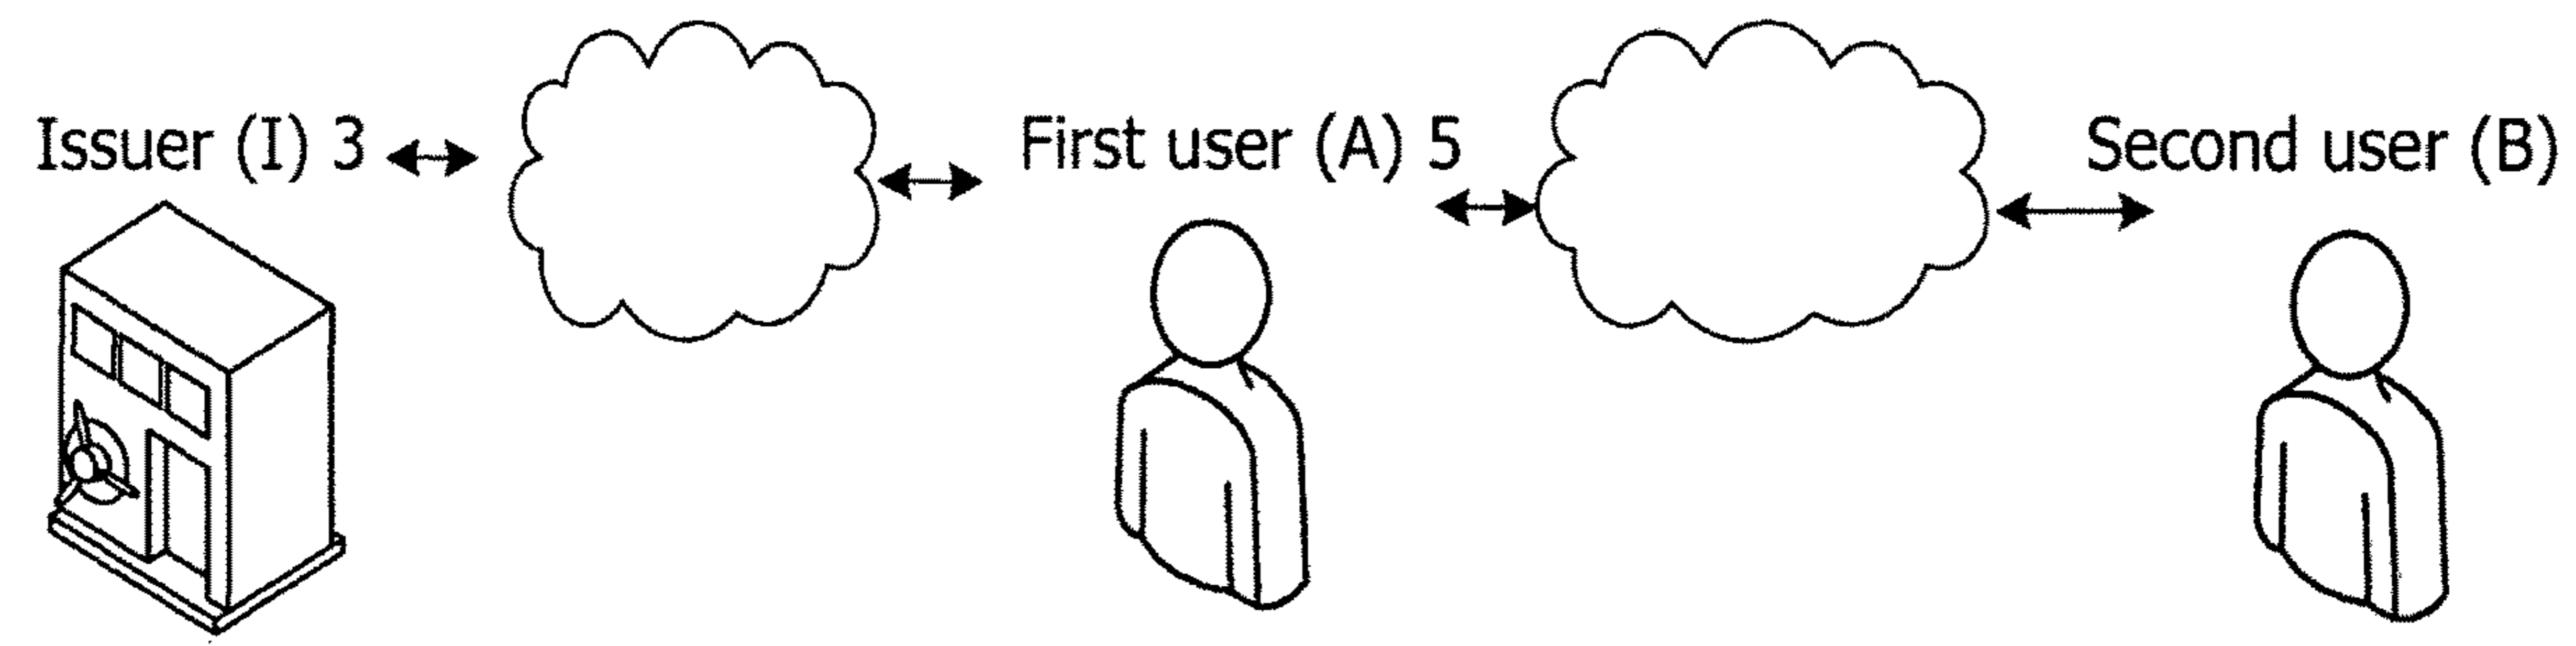 Issuer (I) 3
First user (A) 5
Second user (B)